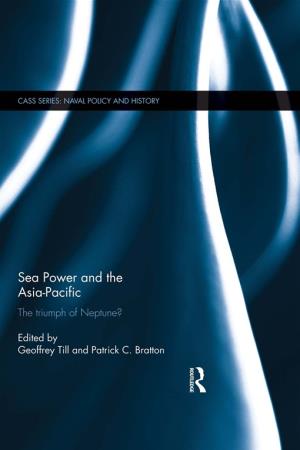 CASS SERIES: NAVAL POLICY AND HISTORY
Sea Power and the
Asia-Pacific
The triumph of Neptune?
Edited by
Geoffrey Till and Patrick C. Bratton
ROUTLEDGE